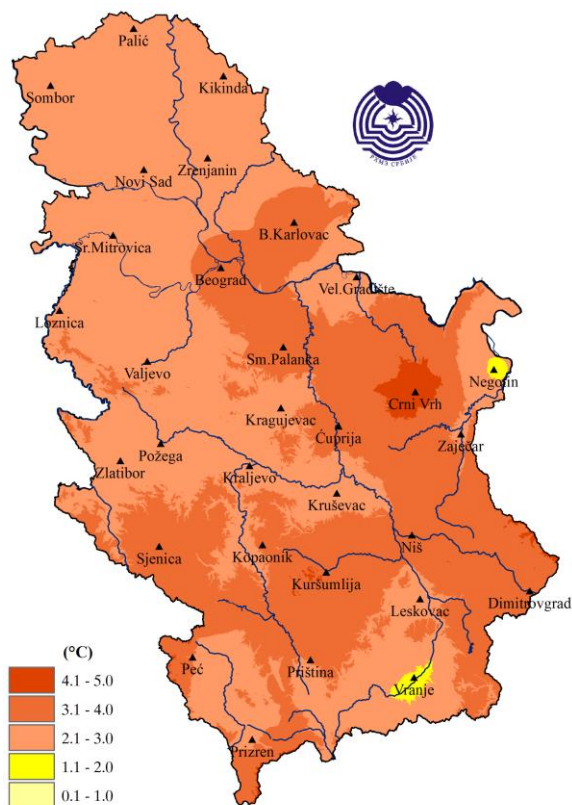 Palić
Kikinda
Sombor
Zrenjanin
Novi Sad
B.Karlovac
Sr.Mitrovica
Beograd
Vel.Gradište
Loznica
Sm.Palanka
Valjevo
Negotin
Crni Vrh
Kragujevac
Ćuprija
Zaječar
Požega
Zlatibor
Kraljevo
Kruševac
Niš
Sjenica
Kopaonik
Kuršumlija
Dimitrovgrad
Leskovac
Peć
Priština
Vranje
Prizren
РХМЗ СРБИЈЕ
(°C)
4.1 - 5.0
3.1 - 4.0
2.1 - 3.0
1.1 - 2.0
0.1 - 1.0